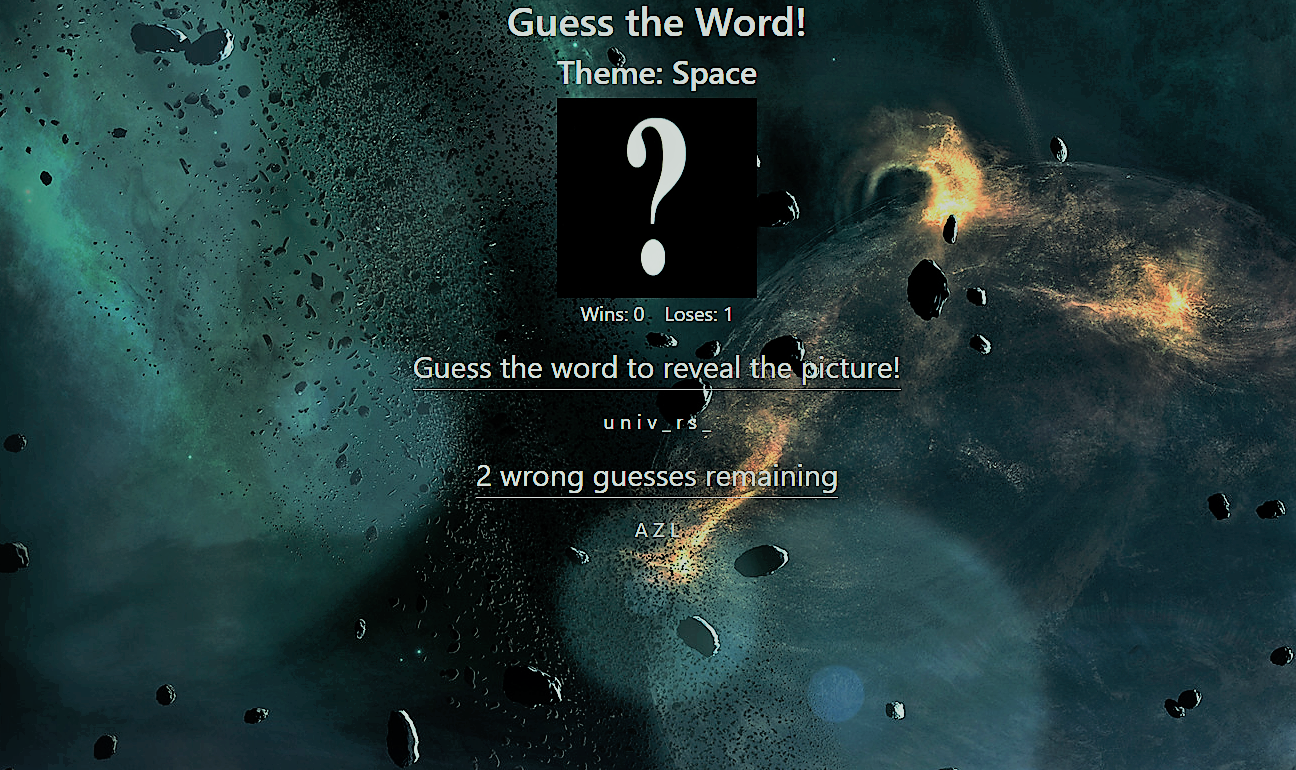 Guess the Word!
Theme: Space
?
Wins: 0 Loses: 1
Guess the word to reveal the picture!
u n i v _ r s _
2 wrong guesses remaining
A Z L